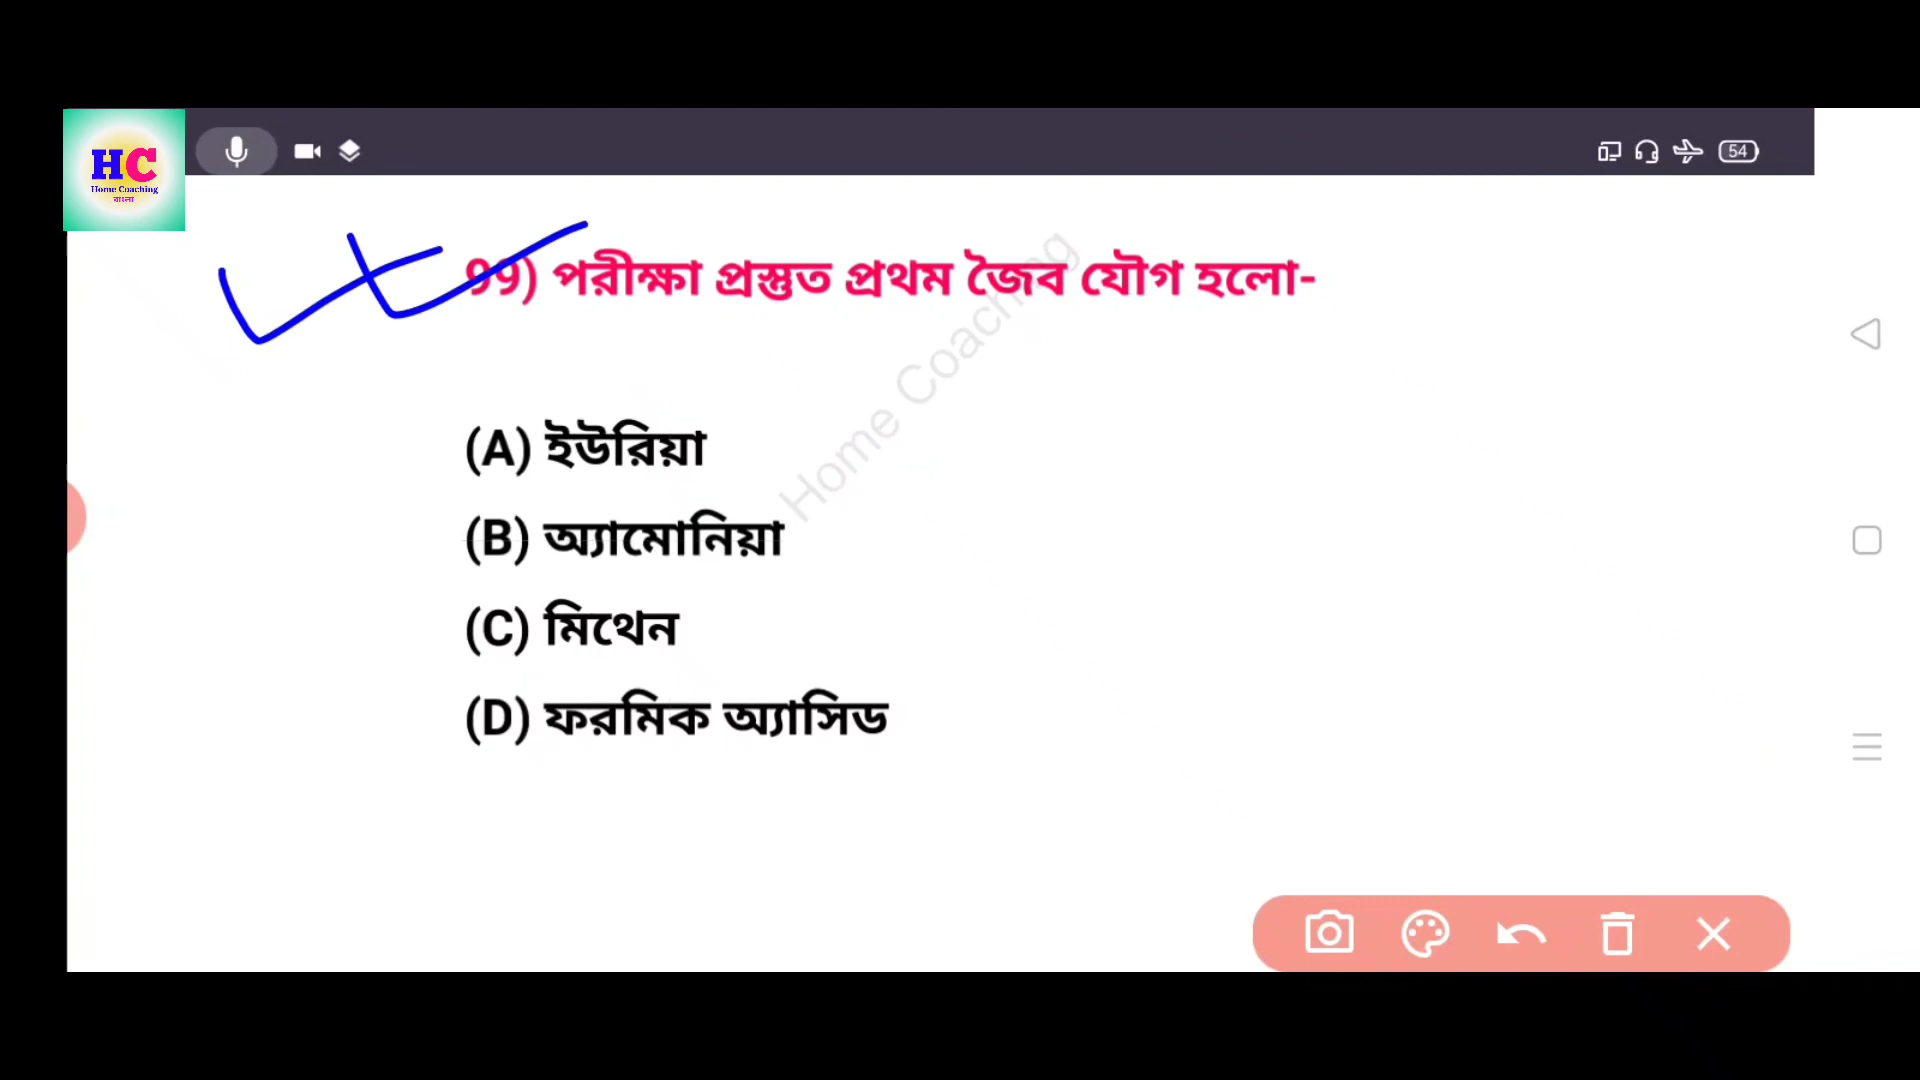 HC
Home Coaching
বাংলা
54
99) পরীক্ষা প্রস্তুত প্রথম জৈব যৌগ হলো-
Home Coaching
(A) ইউরিয়া
(B) অ্যামোনিয়া
(C) মিথেন
(D) ফরমিক অ্যাসিড